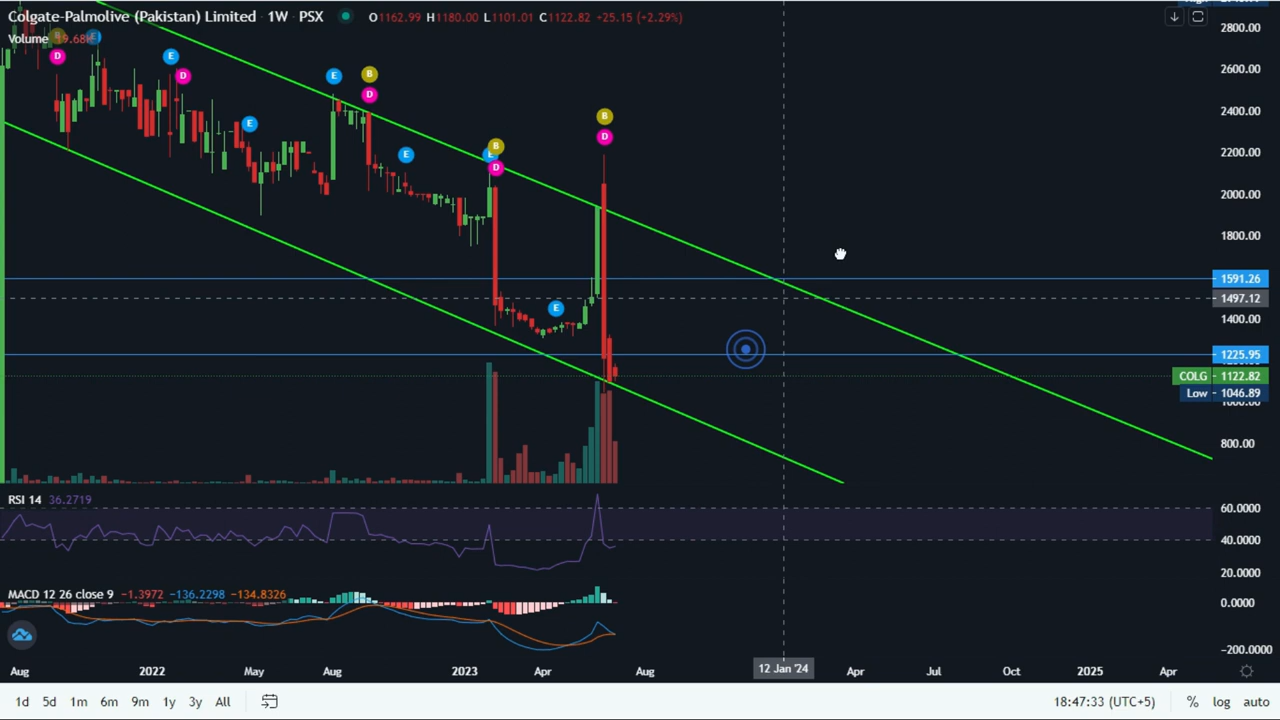 Colgate-Palmolive (Pakistan) Limited · 1W · PSX O1162.99 H1180.00 L1101.01 C1122.82 +25.15 (+2.29%)
Volume
2800.00
2600.00
2400.00
2200.00
2000.00
1800.00
1591.26
1497.12
1400.00
1225.95
COLG 1122.82
Low 1046.89
800.00
B E D E D E E B D E E B D E B D
RSI 14 36.2719
60.0000
40.0000
20.0000
MACD 12 26 close 9 −1.3972 −136.2298 −134.8326
0.0000
−200.0000
Aug 2022 May Aug 2023 Apr Aug 12 Jan '24 Apr Jul Oct 2025 Apr
1d 5d 1m 6m 9m 1y 3y All 18:47:33 (UTC+5) % log auto